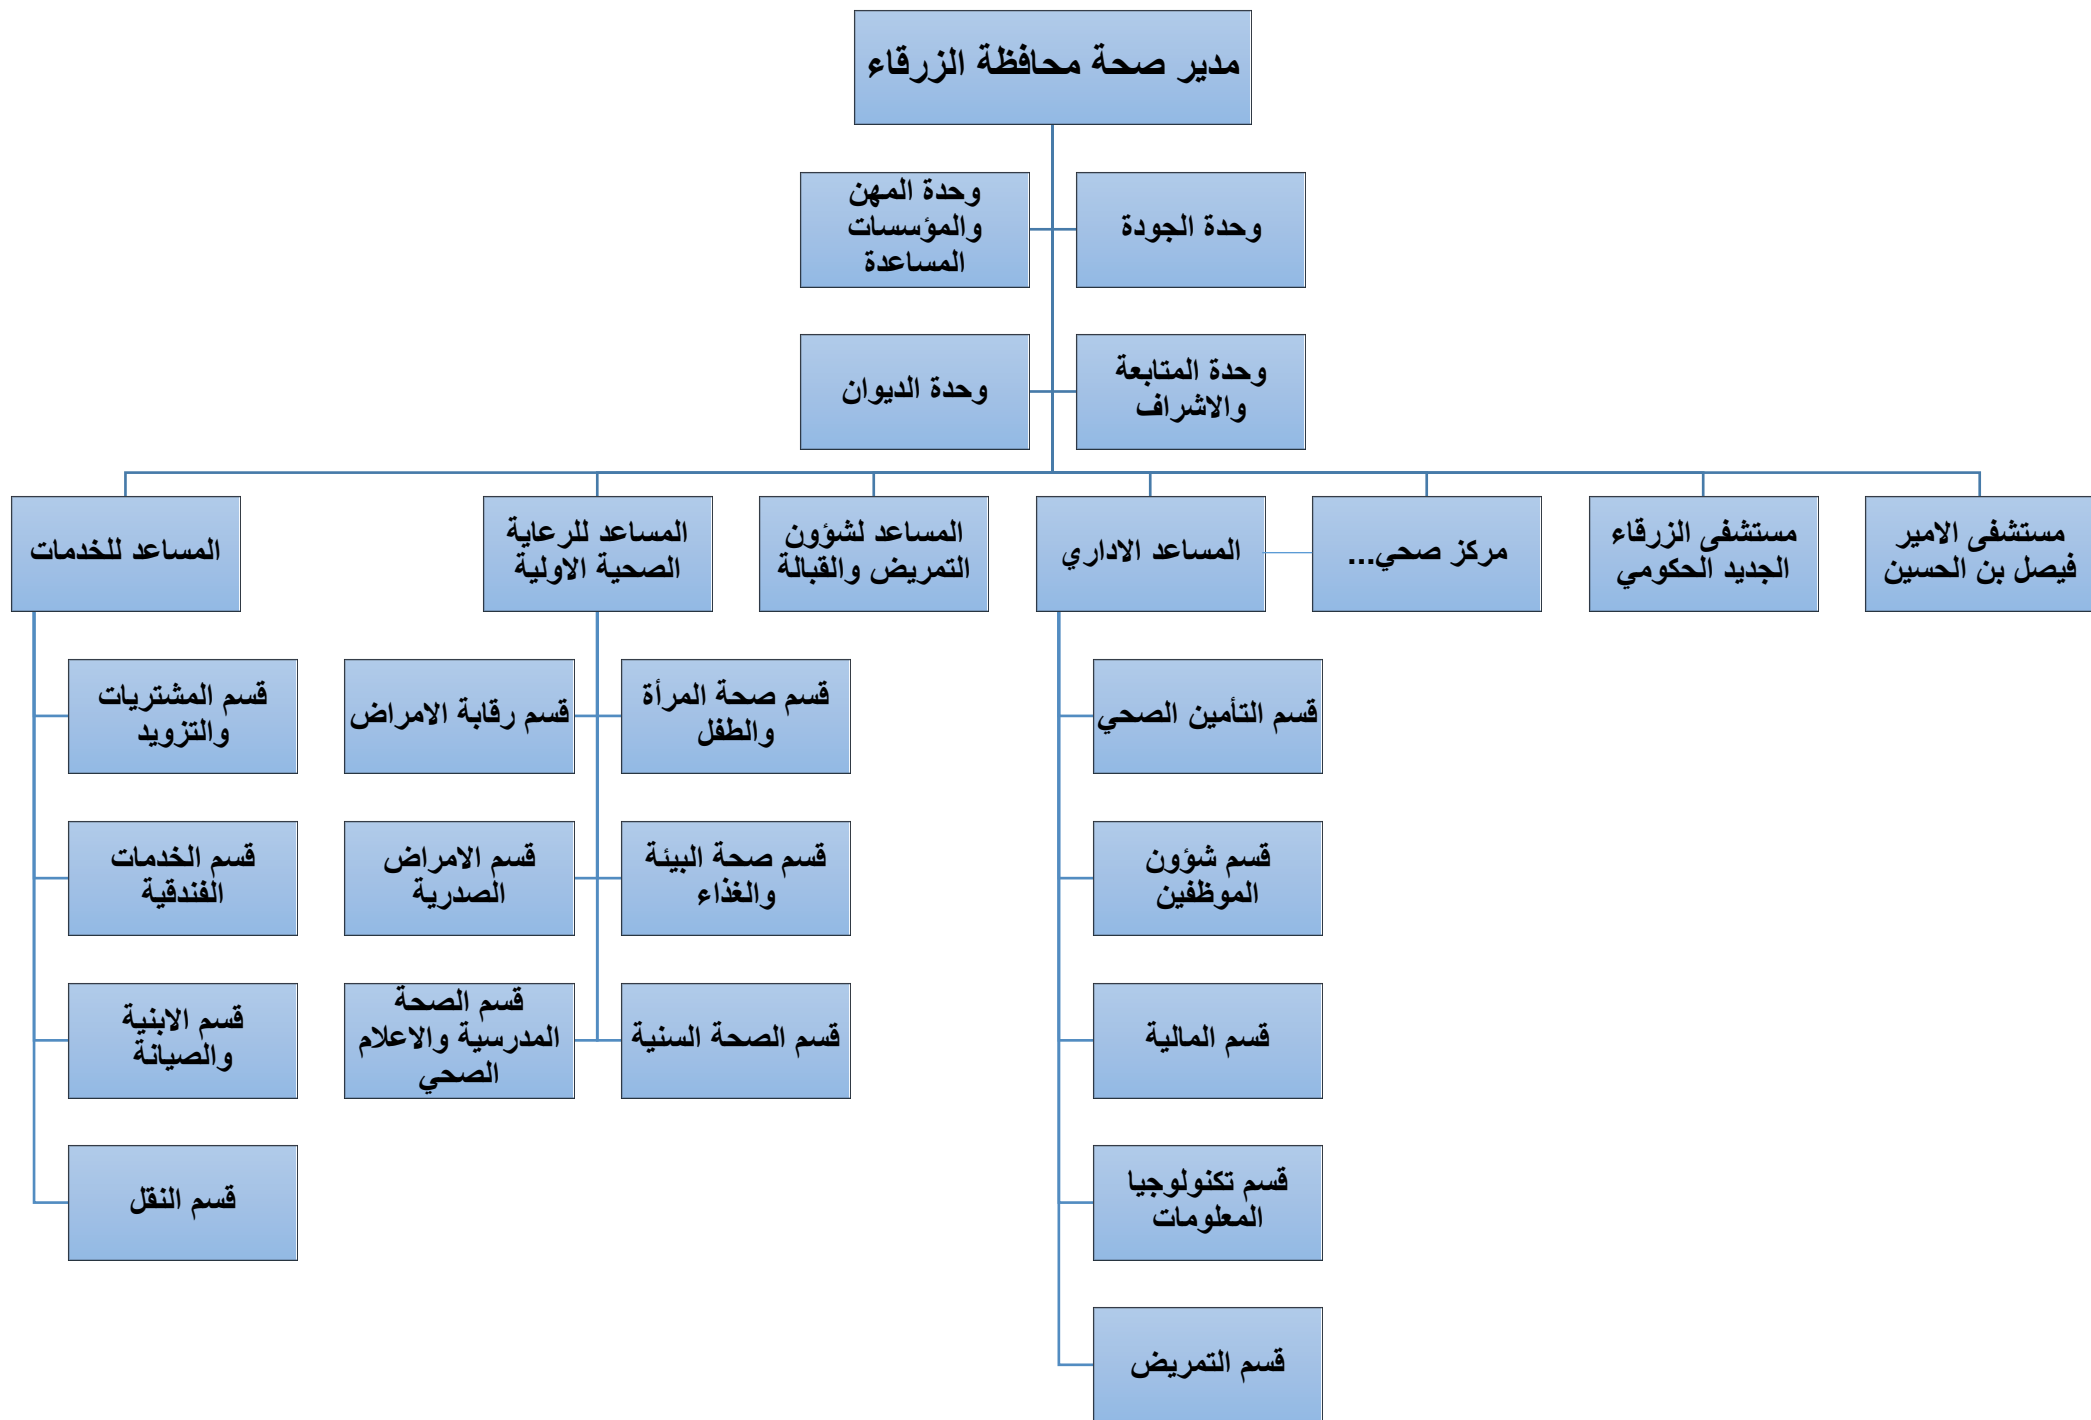 مدير صحة محافظة الزرقاء
وحدة الجودة
وحدة المهن
والمؤسسات
المساعدة
وحدة المتابعة
والاشراف
وحدة الديوان
مستشفى الامير
فيصل بن الحسين
مستشفى الزرقاء
الجديد الحكومي
مركز صحي...
المساعد الاداري
المساعد لشؤون
التمريض والقبالة
المساعد للرعاية
الصحية الاولية
المساعد للخدمات
قسم التأمين الصحي
قسم شؤون
الموظفين
قسم المالية
قسم تكنولوجيا
المعلومات
قسم التمريض
قسم صحة المرأة
والطفل
قسم رقابة الامراض
قسم صحة البيئة
والغذاء
قسم الامراض
الصدرية
قسم الصحة السنية
قسم الصحة
المدرسية والاعلام
الصحي
قسم المشتريات
والتزويد
قسم الخدمات
الفندقية
قسم الابنية
والصيانة
قسم النقل